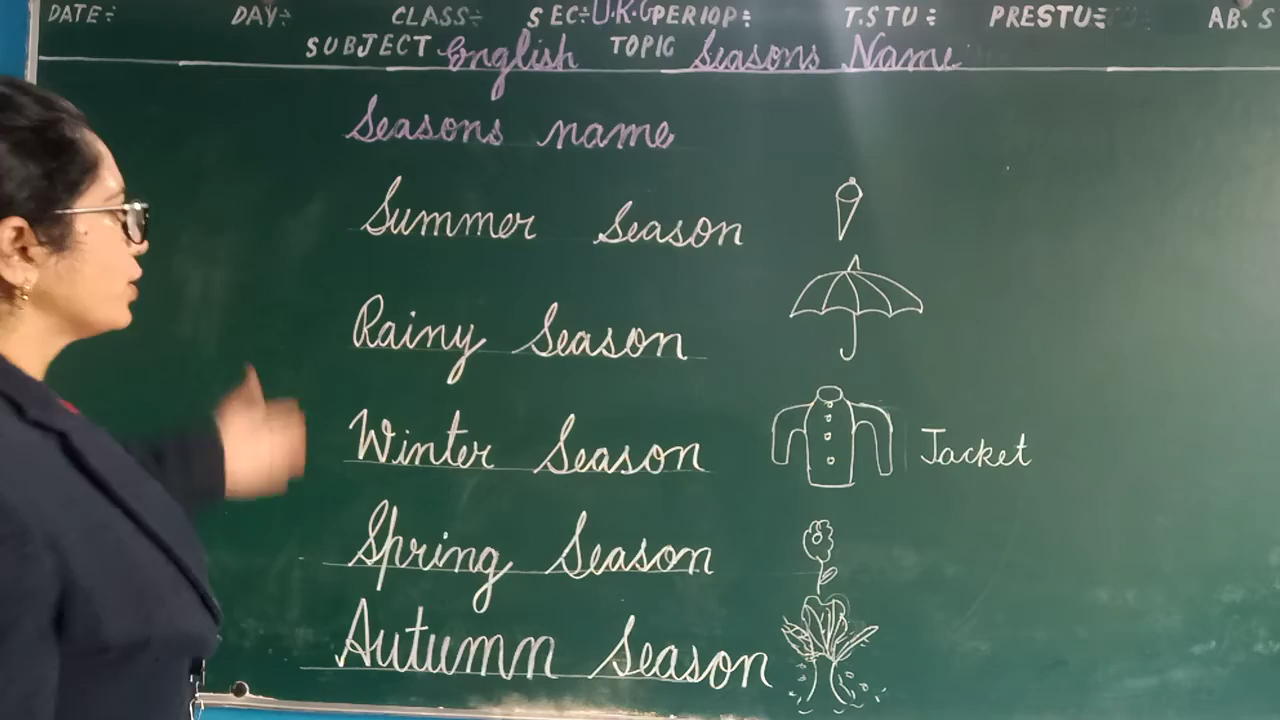 DATE:- DAY:- CLASS:- SEC:- U.K.G PERIOP:- T.STU:- PRESTU:- AB. S
SUBJECT English TOPIC Seasons Name
Seasons name
Summer Season
Rainy Season
Winter Season Jacket
Spring Season
Autumn Season